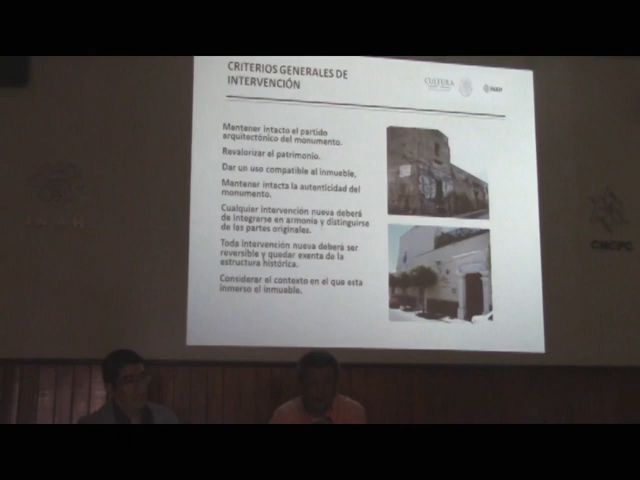 CRITERIOS GENERALES DE
INTERVENCIÓN
CULTURA
INAH
Mantener intacto el partido
arquitectónico del monumento.
Revalorizar el patrimonio.
Dar un uso compatible al inmueble,
Mantener intacta la autenticidad del
monumento.
Cualquier intervención nueva deberá
de integrarse en armonía y distinguirse
de las partes originales.
Toda intervención nueva deberá ser
reversible y quedar exenta de la
estructura histórica.
Considerar el contexto en el que esta
inmerso el inmueble.